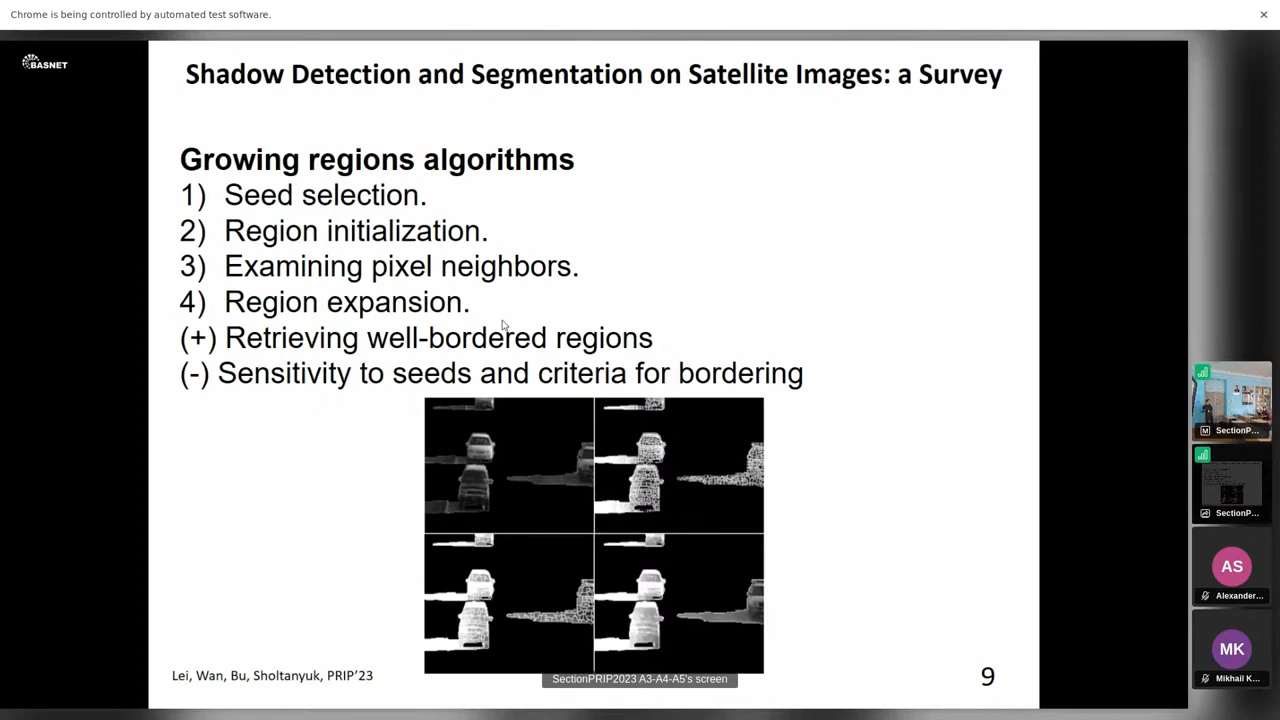 Chrome is being controlled by automated test software.
BASNET
Shadow Detection and Segmentation on Satellite Images: a Survey
Growing regions algorithms
1) Seed selection.
2) Region initialization.
3) Examining pixel neighbors.
4) Region expansion.
(+) Retrieving well-bordered regions
(-) Sensitivity to seeds and criteria for bordering
Lei, Wan, Bu, Sholtanyuk, PRIP’23
9
SectionPRIP2023 A3-A4-A5's screen
M SectionP...
SectionP...
AS
Alexander...
MK
Mikhail K...